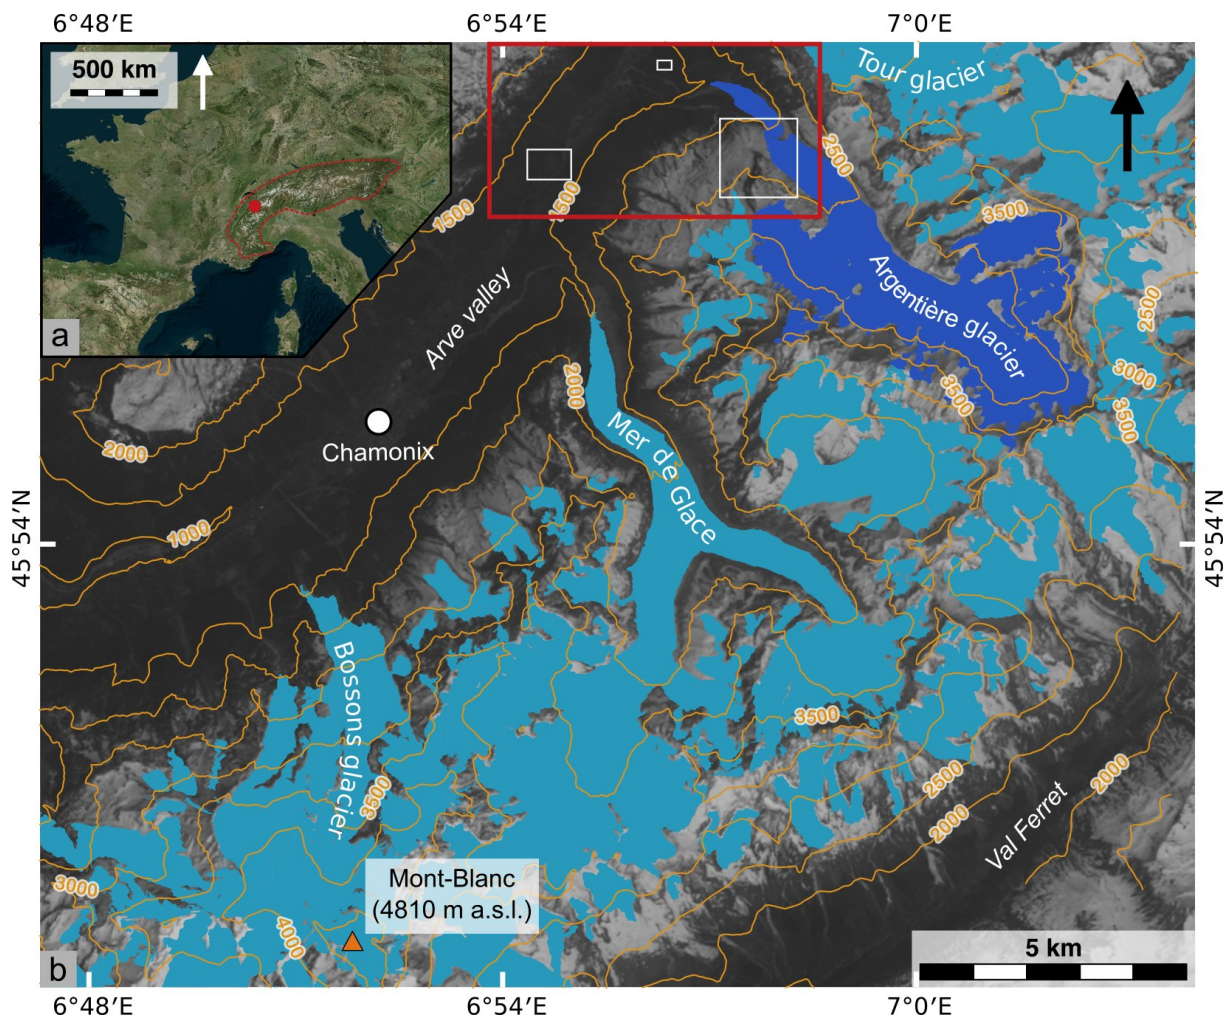 6°48′E
6°54′E
7°0′E
500 km
a
Tour glacier
2500
3500
1500
1500
Arve valley
Argentière glacier
2500
3000
3500
3500
2000
Chamonix
2000
Mer de Glace
1000
45°54′N
45°54′N
Bossons glacier
3500
3500
2500
2000
2000
Val Ferret
Mont-Blanc
(4810 m a.s.l.)
3000
4000
5 km
b
6°48′E
6°54′E
7°0′E